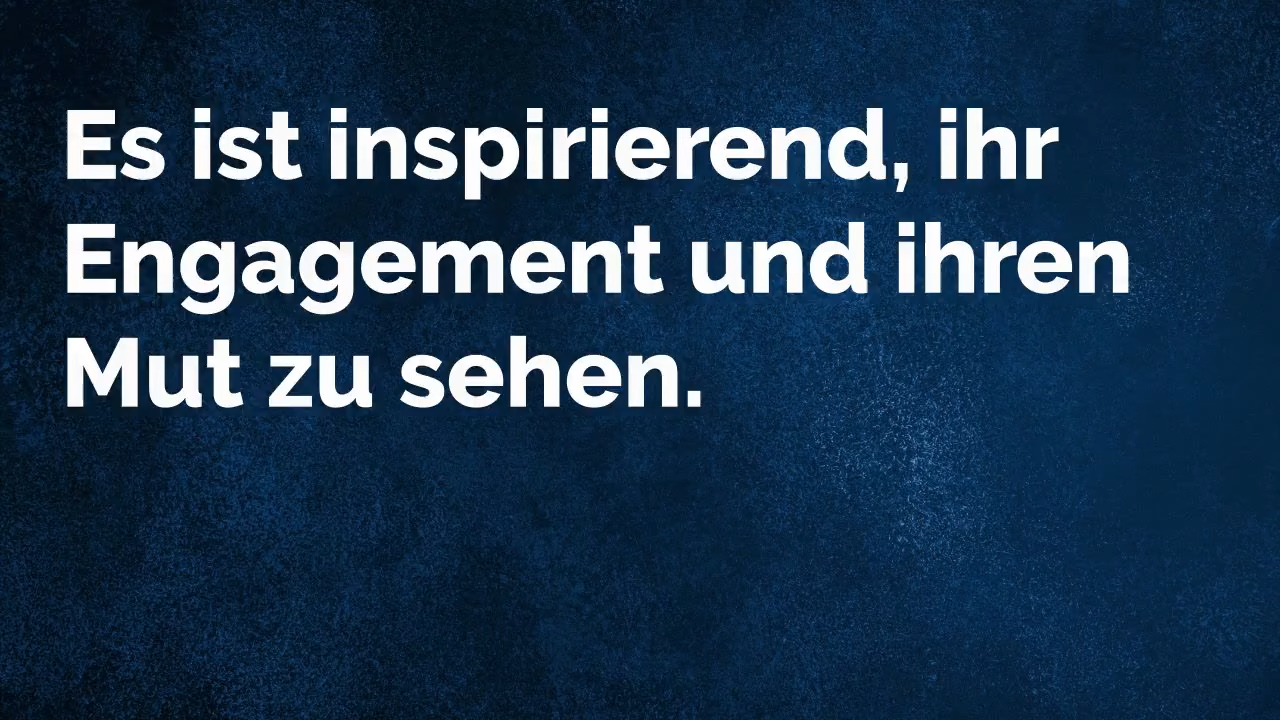 Es ist inspirierend, ihr
Engagement und ihren
Mut zu sehen.